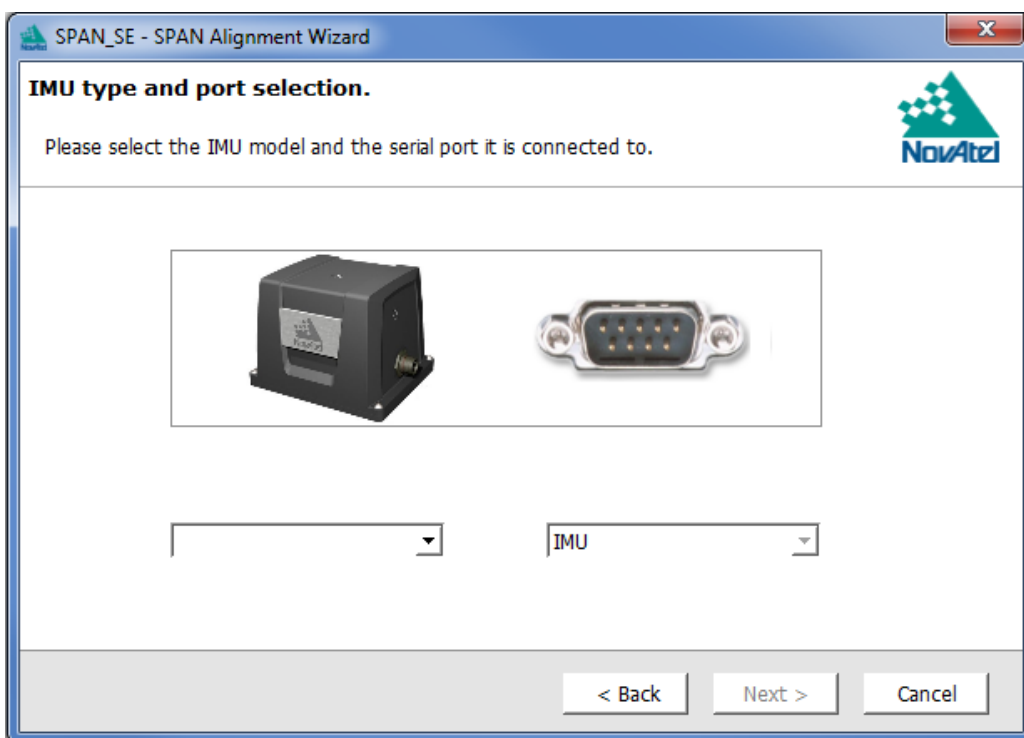 SPAN_SE - SPAN Alignment Wizard
IMU type and port selection.
Please select the IMU model and the serial port it is connected to.
NovAtel
IMU
< Back
Next >
Cancel